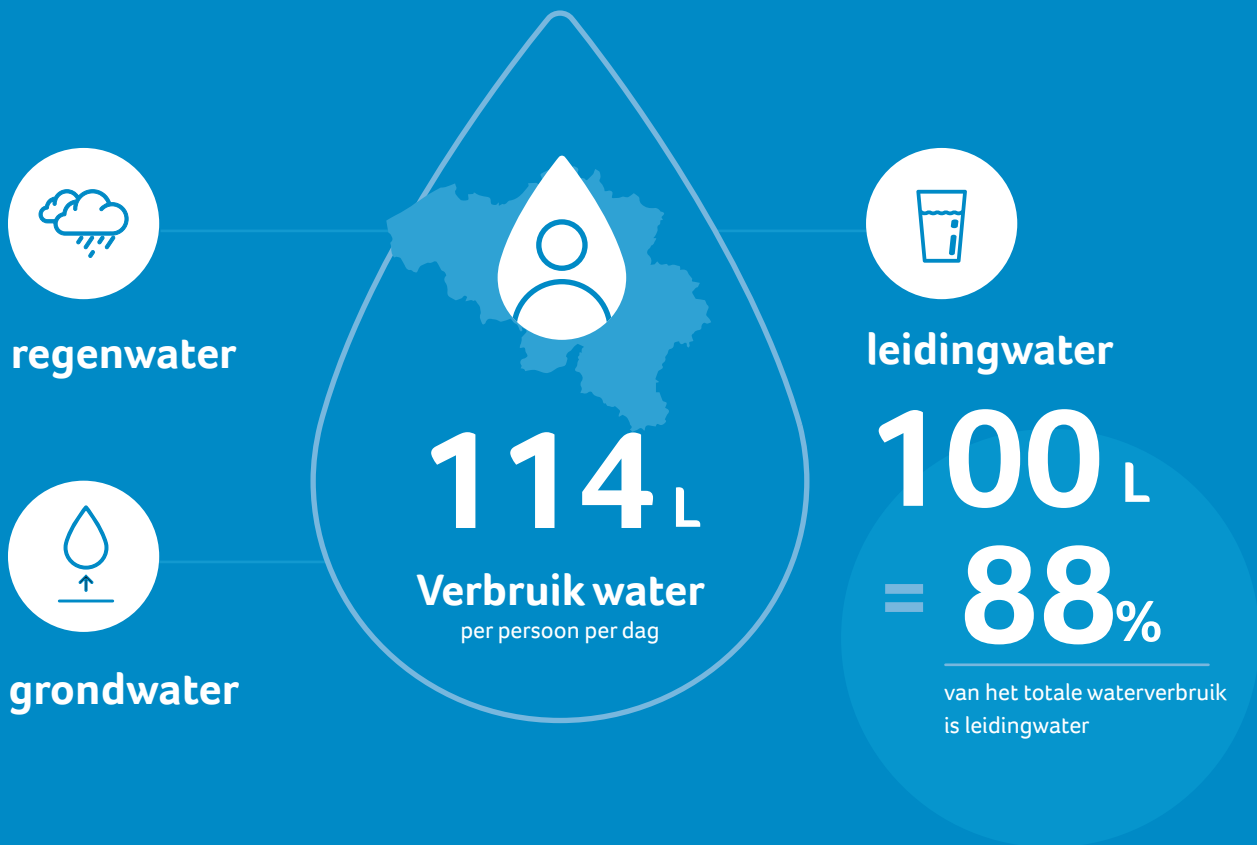 regenwater
grondwater
114 L
Verbruik water
per persoon per dag
leidingwater
100 L
= 88%
van het totale waterverbruik
is leidingwater